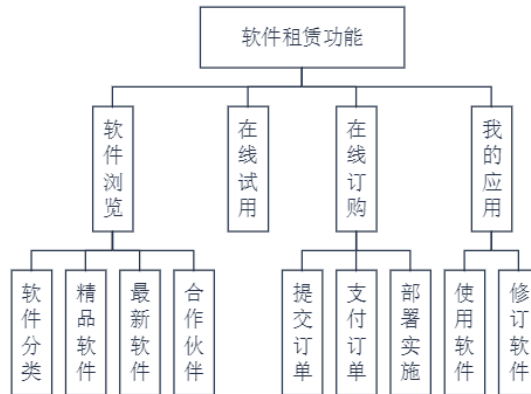 软件租赁功能
软件浏览
在线试用
在线订购
我的应用
软件分类
精品软件
最新软件
合作伙伴
提交订单
支付订单
部署实施
使用软件
修订软件